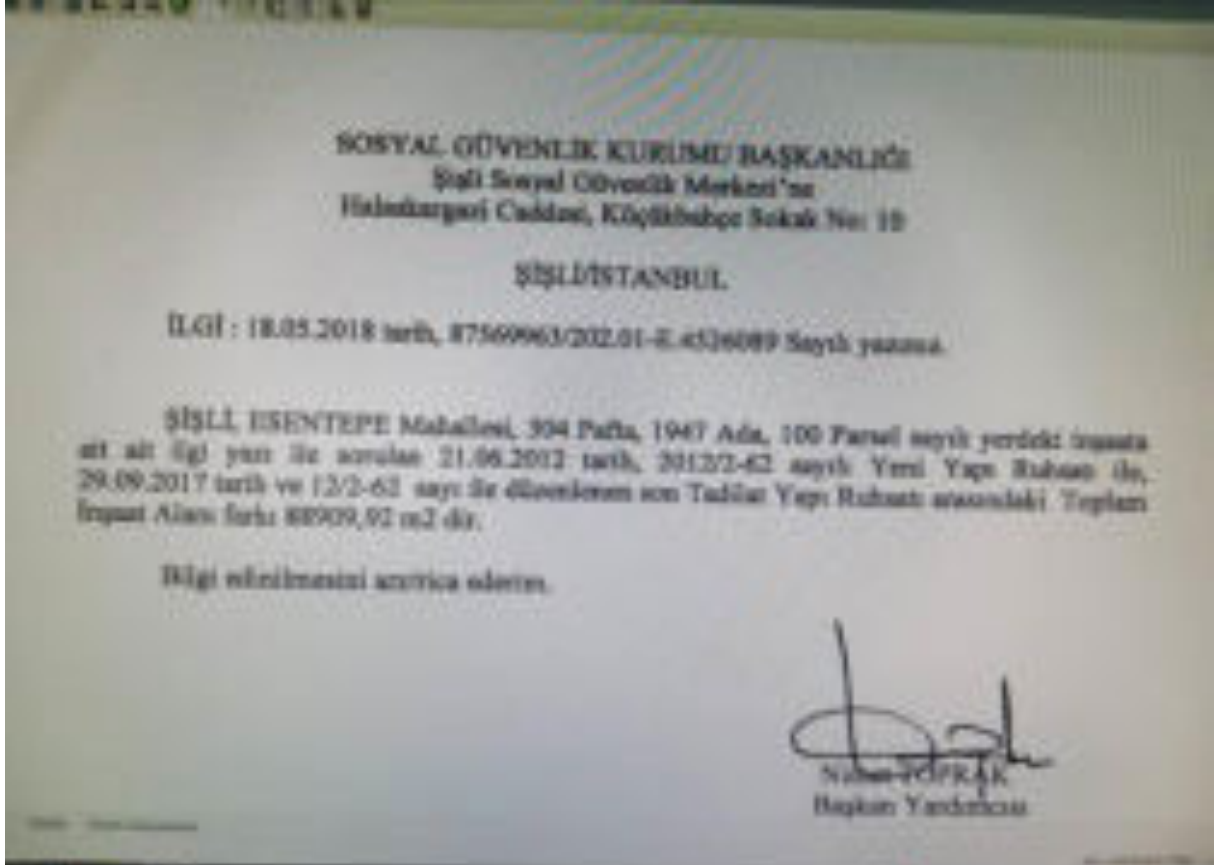 SOSYAL GÜVENLİK KURUMU BAŞKANLIĞI
Şişli Sosyal Güvenlik Merkezi'ne
Halaskargazi Caddesi, Küçükbahçe Sokak No: 10
ŞİŞLİ/İSTANBUL
İLGİ : 18.05.2018 tarih, 87569963/202.01-E.4526089 Sayılı yazınız.
ŞİŞLİ, ESENTEPE Mahallesi, 304 Pafta, 1947 Ada, 100 Parsel sayılı yerdeki inşaata
ait alt ilgi yazı ile sorulan 21.06.2012 tarih, 2012/2-62 sayılı Yeni Yapı Ruhsatı ile,
29.09.2017 tarih ve 12/2-62 sayı ile düzenlenen son Tadilat Yapı Ruhsatı arasındaki Toplam
İnşaat Alanı farkı 88909,92 m2 dir.
Bilgi edinilmesini arz/rica ederim.
TOPRAK
Başkan Yardımcısı